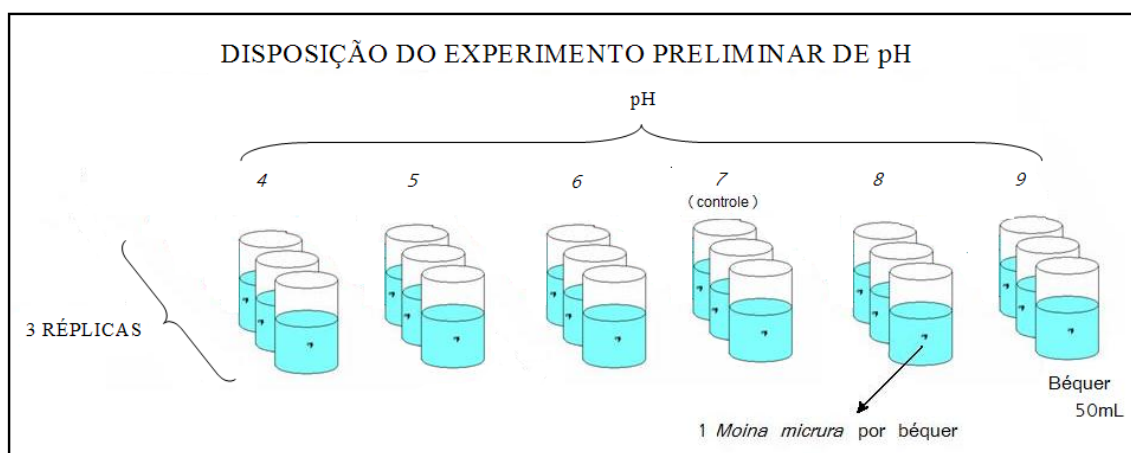 DISPOSIÇÃO DO EXPERIMENTO PRELIMINAR DE pH
pH
4 5 6 7 8 9
(controle)
3 RÉPLICAS
Béquer
50mL
1 Moina micrura por béquer